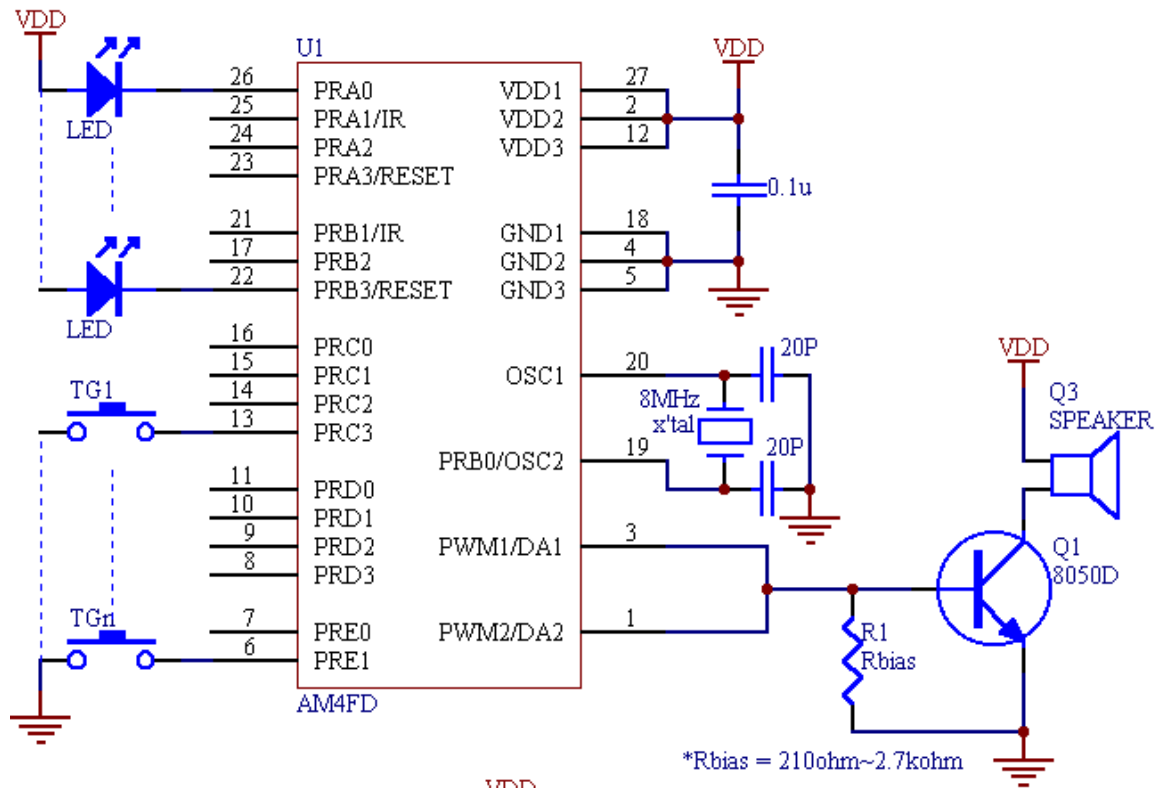 VDD
LED
LED
TG1
TGn
U1
26 PRA0
25 PRA1/IR
24 PRA2
23 PRA3/RESET
21 PRB1/IR
17 PRB2
22 PRB3/RESET
16 PRC0
15 PRC1
14 PRC2
13 PRC3
11 PRD0
10 PRD1
9 PRD2
8 PRD3
7 PRE0
6 PRE1
AM4FD
VDD1 27
VDD2 2
VDD3 12
GND1 18
GND2 4
GND3 5
OSC1 20
PRB0/OSC2 19
PWM1/DA1 3
PWM2/DA2 1
VDD
0.1u
20P
8MHz
x'tal
20P
VDD
Q3
SPEAKER
Q1
8050D
R1
Rbias
*Rbias = 210ohm~2.7kohm
VDD